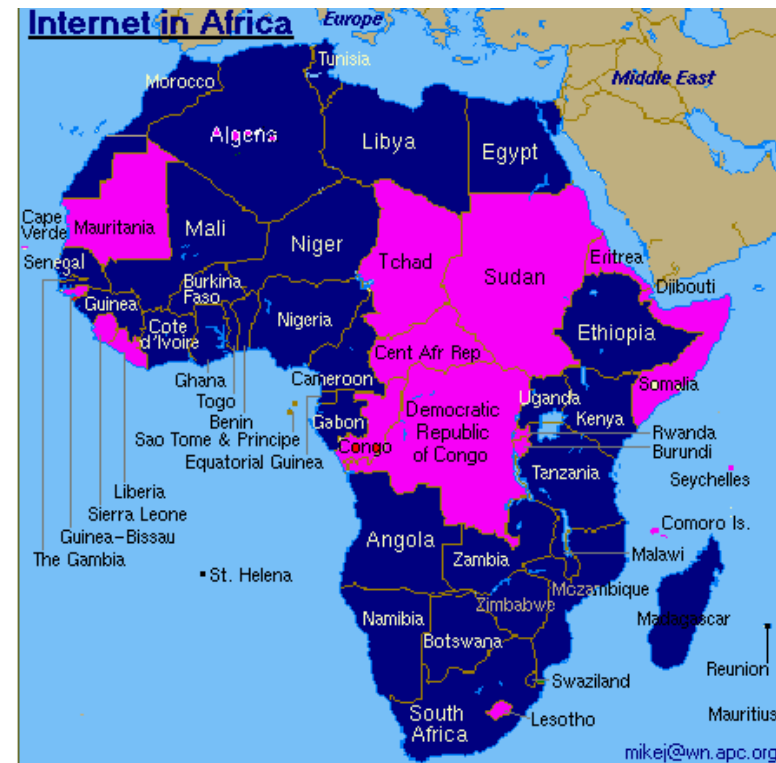 Internet in Africa
Europe
Tunisia
Middle East
Morocco
Algens
Libya
Egypt
Cape
Verde
Mauritania
Mali
Niger
Tchad
Sudan
Eritrea
Senegal
Djibouti
Guinea
Burkina
Faso
Nigeria
Ethiopia
Cote
d'Ivoire
Cent Afr Rep
Ghana
Cameroon
Somalia
Togo
Uganda
Benin
Gabon
Democratic
Republic
of Congo
Kenya
Sao Tome & Principe
Congo
Rwanda
Equatorial Guinea
Burundi
Tanzania
Seychelles
Liberia
Sierra Leone
Guinea-Bissau
The Gambia
Comoro Is.
Angola
Zambia
Malawi
St. Helena
Mozambique
Zimbabwe
Namibia
Madagascar
Botswana
Reunion
Swaziland
South
Africa
Lesotho
Mauritius
mikej@wn.apc.org